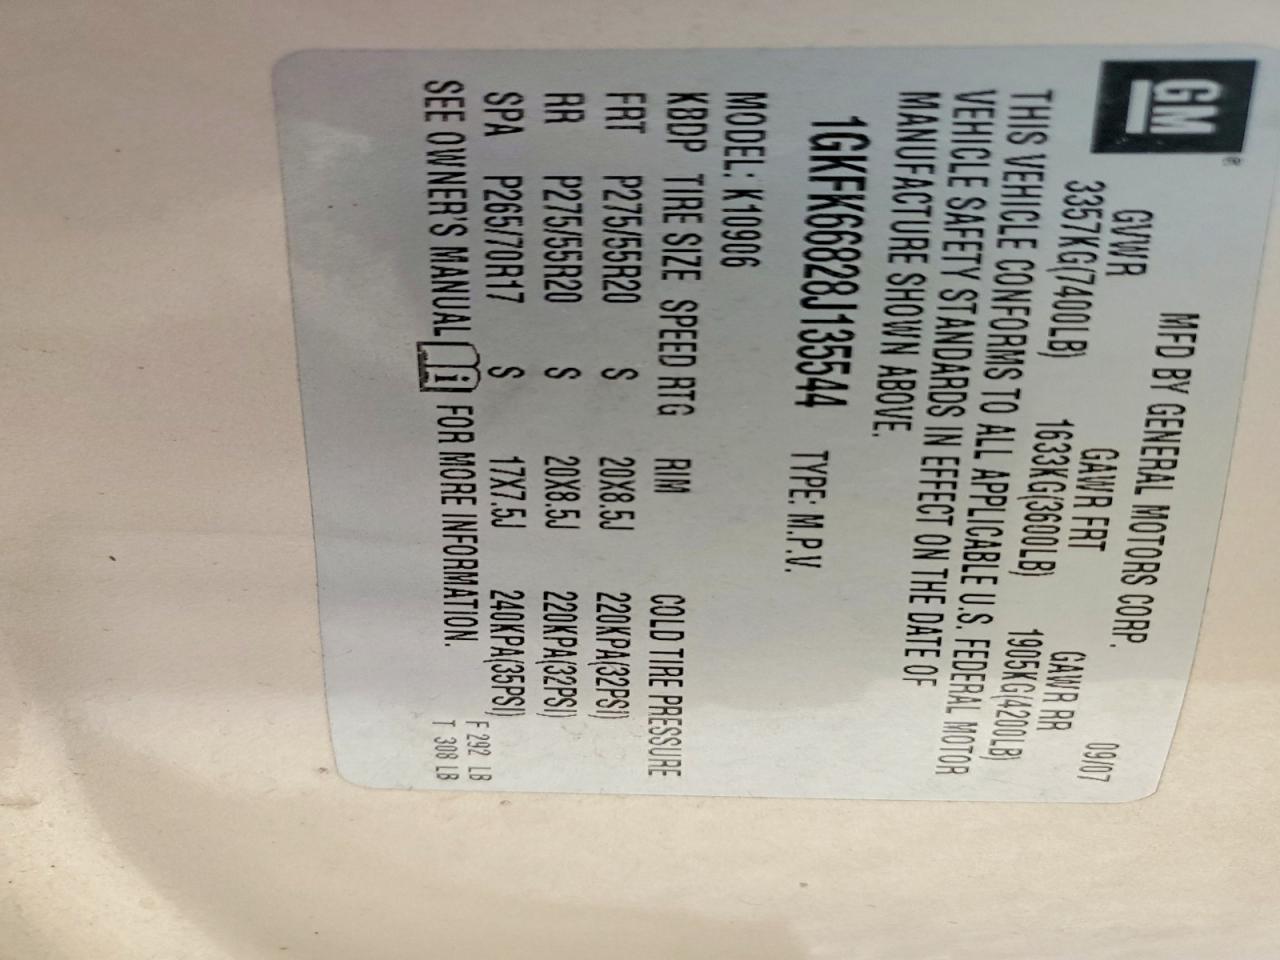 GM
MFD BY GENERAL MOTORS CORP. 09/07
GVWR GAWR FRT GAWR RR
3357KG(7400LB) 1633KG(3600LB) 1905KG(4200LB)
THIS VEHICLE CONFORMS TO ALL APPLICABLE U.S. FEDERAL MOTOR
VEHICLE SAFETY STANDARDS IN EFFECT ON THE DATE OF
MANUFACTURE SHOWN ABOVE.
1GKFK66828J135544 TYPE: M.P.V.
MODEL: K10906
KBDP TIRE SIZE SPEED RTG RIM COLD TIRE PRESSURE
FRT P275/55R20 S 20X8.5J 220KPA(32PSI)
RR P275/55R20 S 20X8.5J 220KPA(32PSI)
SPA P265/70R17 S 17X7.5J 240KPA(35PSI)
SEE OWNER'S MANUAL i FOR MORE INFORMATION.
F 292 LB
T 308 LB